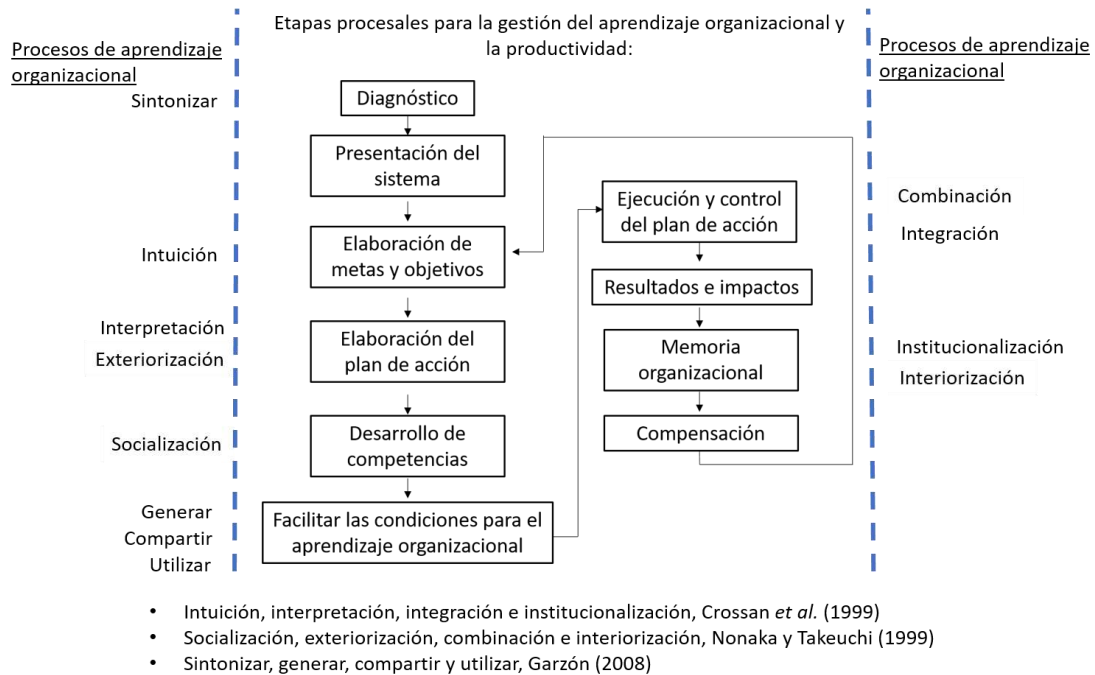 Etapas procesales para la gestión del aprendizaje organizacional y
la productividad:
Procesos de aprendizaje
organizacional
Sintonizar
Intuición
Interpretación
Exteriorización
Socialización
Generar
Compartir
Utilizar
Diagnóstico
Presentación del
sistema
Elaboración de
metas y objetivos
Elaboración del
plan de acción
Desarrollo de
competencias
Facilitar las condiciones para el
aprendizaje organizacional
Ejecución y control
del plan de acción
Resultados e impactos
Memoria
organizacional
Compensación
Procesos de aprendizaje
organizacional
Combinación
Integración
Institucionalización
Interiorización
• Intuición, interpretación, integración e institucionalización, Crossan et al. (1999)
• Socialización, exteriorización, combinación e interiorización, Nonaka y Takeuchi (1999)
• Sintonizar, generar, compartir y utilizar, Garzón (2008)